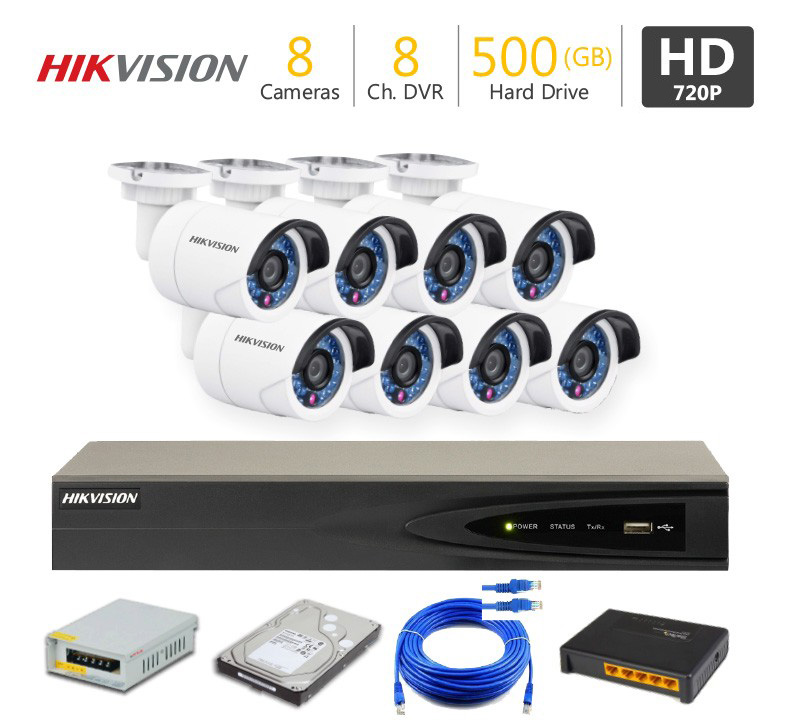 HIKVISION
8
Cameras
8
Ch. DVR
500 (GB)
Hard Drive
HD
720P
HIKVISION
HIKVISION
HIKVISION
POWER STATUS Tx/Rx